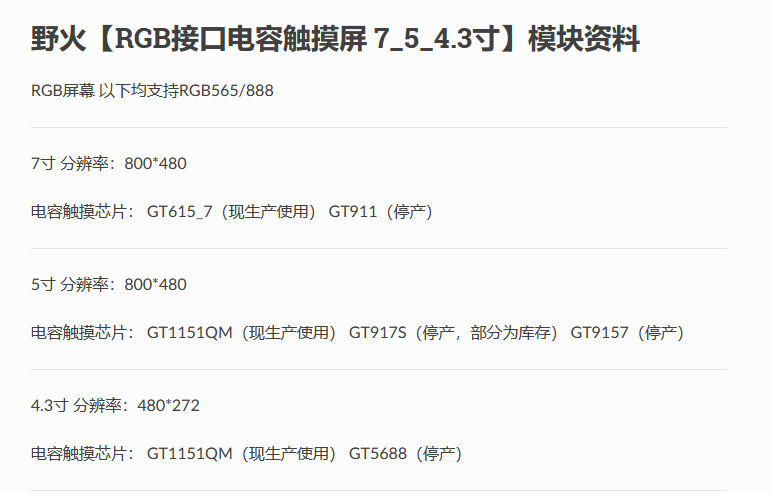 野火【RGB接口电容触摸屏 7_5_4.3寸】模块资料
RGB屏幕 以下均支持RGB565/888
7寸 分辨率：800*480
电容触摸芯片： GT615_7（现生产使用） GT911（停产）
5寸 分辨率：800*480
电容触摸芯片： GT1151QM（现生产使用） GT917S（停产，部分为库存） GT9157（停产）
4.3寸 分辨率：480*272
电容触摸芯片： GT1151QM（现生产使用） GT5688（停产）